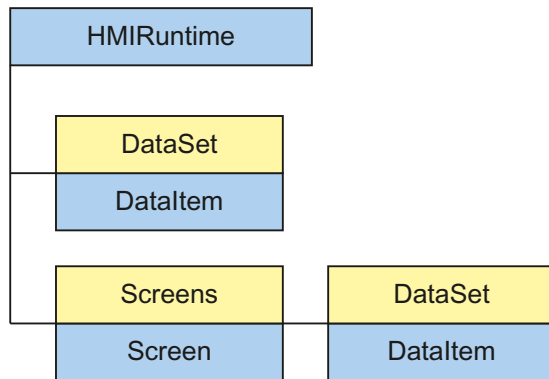 HMIRuntime
DataSet
DataItem
Screens
DataSet
Screen
DataItem